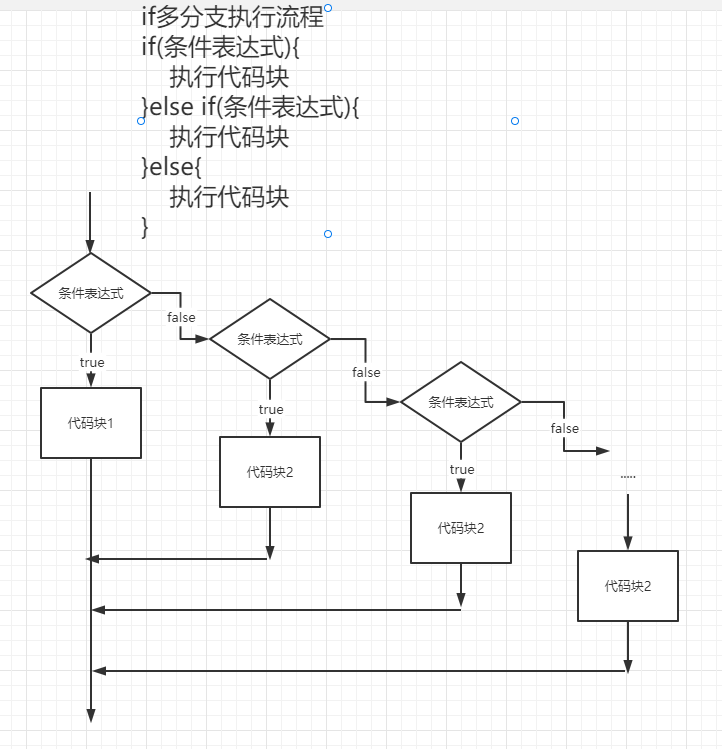 if多分支执行流程
if(条件表达式){
执行代码块
}else if(条件表达式){
执行代码块
}else{
执行代码块
}
条件表达式
false
条件表达式
true
false
条件表达式
代码块1
true
false
代码块2
true
.....
代码块2
代码块2